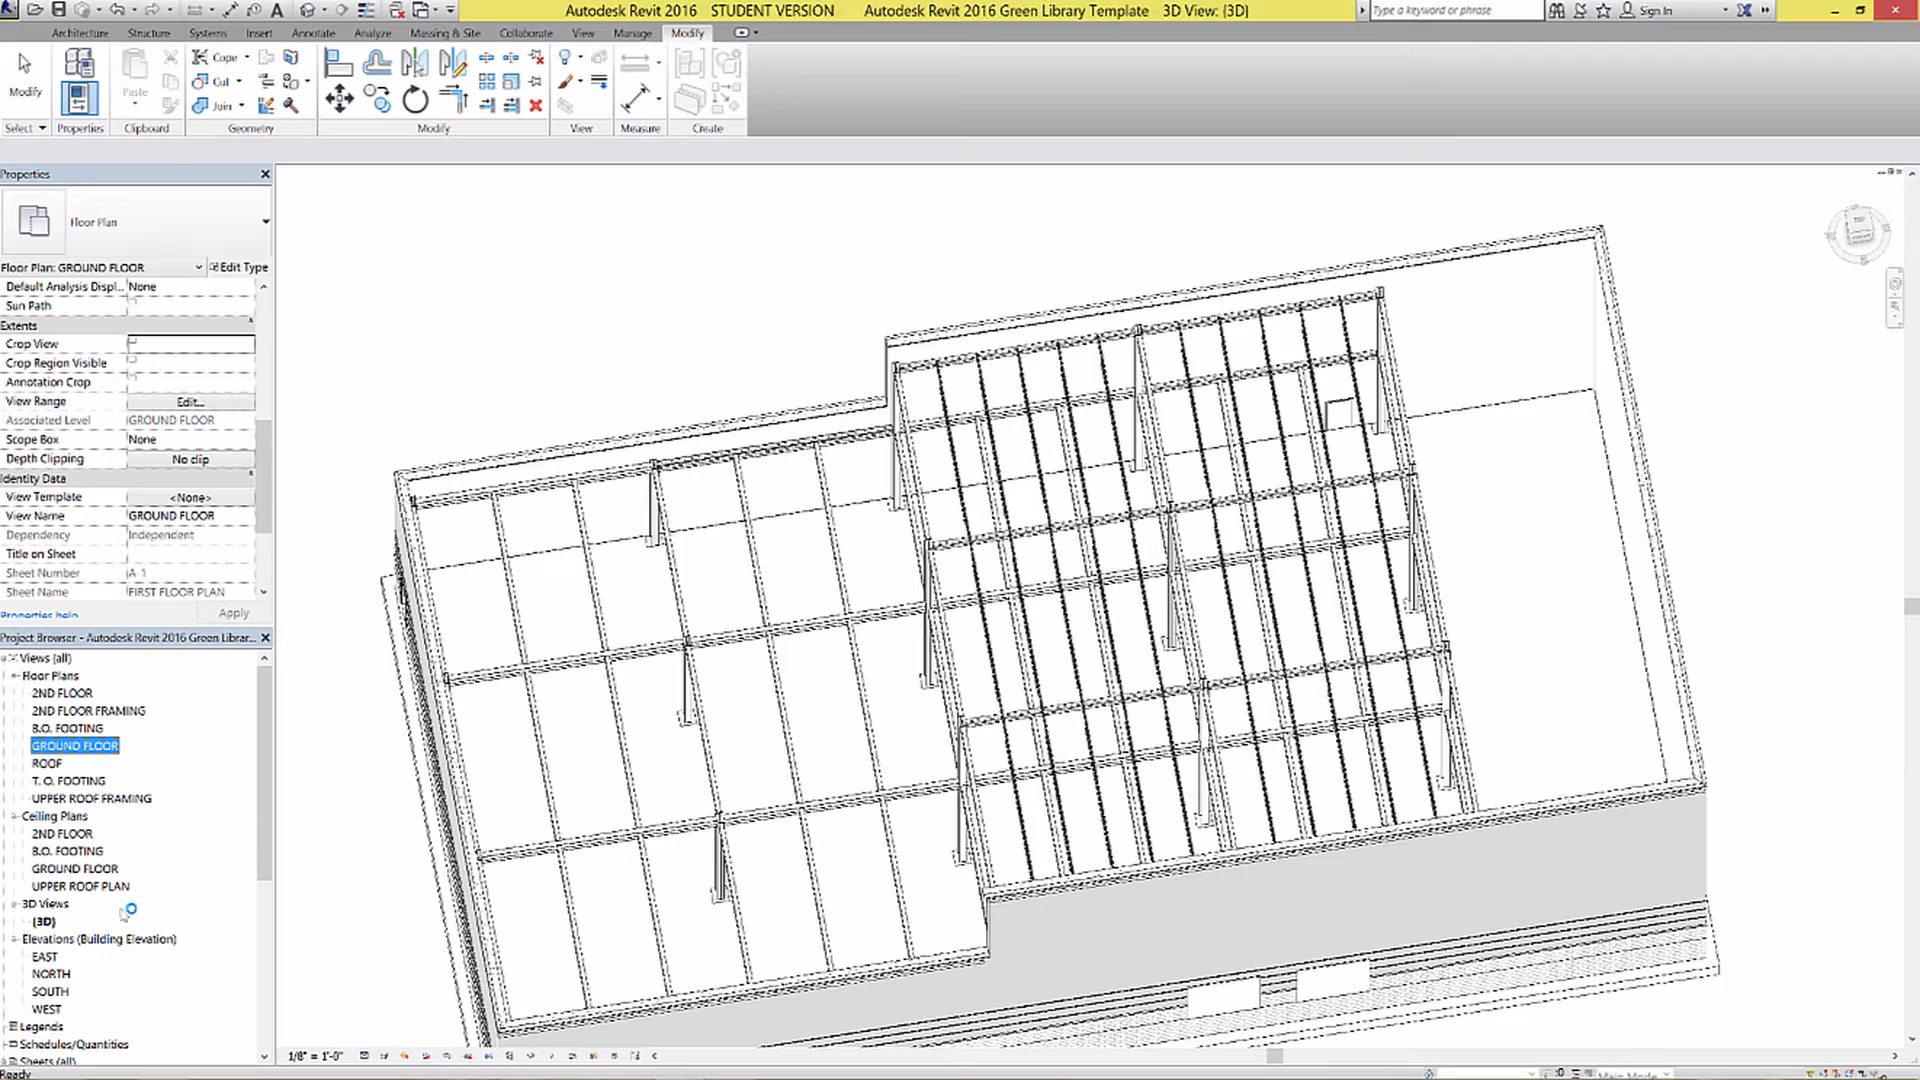 Autodesk Revit 2016 STUDENT VERSION Autodesk Revit 2016 Green Library Template 3D View: {3D}
Type a keyword or phrase
Sign In
Architecture Structure Systems Insert Annotate Analyze Massing & Site Collaborate View Manage Modify
Modify
Paste
Cope
Cut
Join
Select Properties Clipboard Geometry Modify View Measure Create
Properties
Floor Plan
Floor Plan: GROUND FLOOR Edit Type
Default Analysis Displ... None
Sun Path
Extents
Crop View
Crop Region Visible
Annotation Crop
View Range Edit...
Associated Level GROUND FLOOR
Scope Box None
Depth Clipping No clip
Identity Data
View Template <None>
View Name GROUND FLOOR
Dependency Independent
Title on Sheet
Sheet Number A-1
Sheet Name FIRST FLOOR PLAN
Properties help Apply
Project Browser - Autodesk Revit 2016 Green Librar...
Views (all)
Floor Plans
2ND FLOOR
2ND FLOOR FRAMING
B.O. FOOTING
GROUND FLOOR
ROOF
T. O. FOOTING
UPPER ROOF FRAMING
Ceiling Plans
2ND FLOOR
B.O. FOOTING
GROUND FLOOR
UPPER ROOF PLAN
3D Views
{3D}
Elevations (Building Elevation)
EAST
NORTH
SOUTH
WEST
Legends
Schedules/Quantities
Sheets (all)
1/8" = 1'-0"
Ready
:0
Main Model
TOP